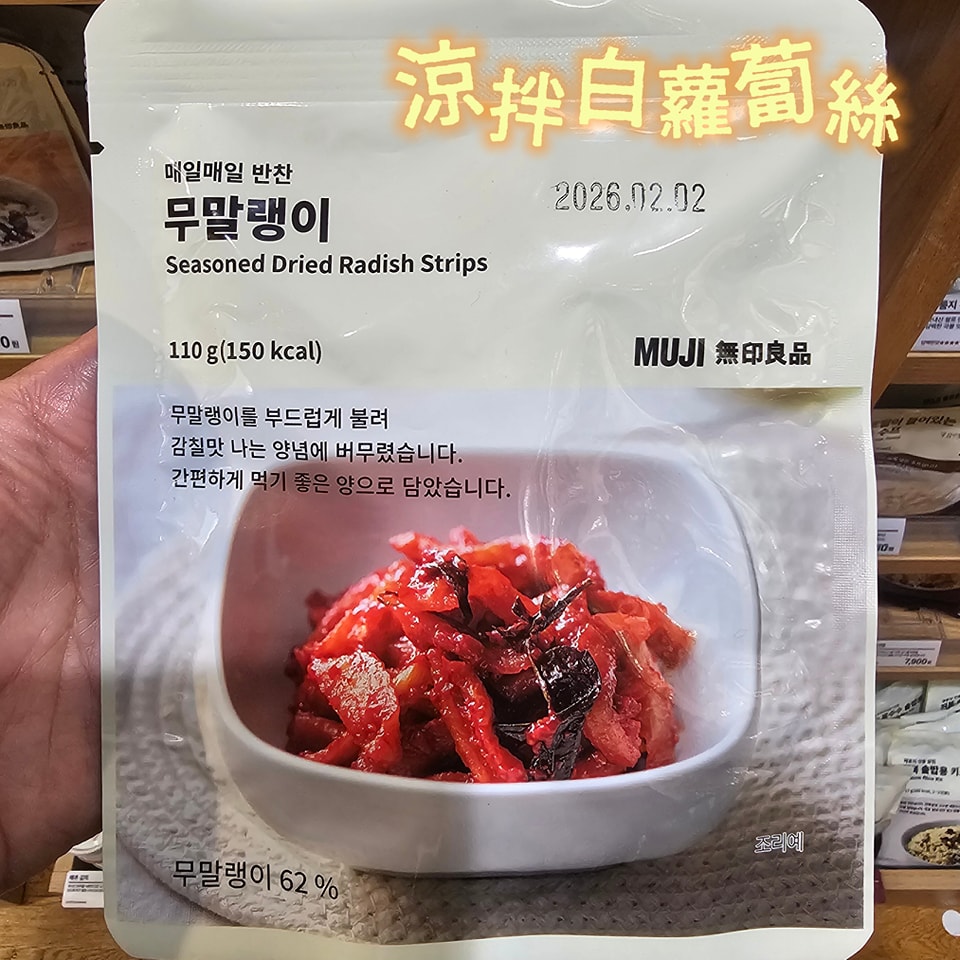 涼拌白蘿蔔絲
매일매일 반찬
무말랭이
2026.02.02
Seasoned Dried Radish Strips
110 g(150 kcal)
MUJI 無印良品
무말랭이를 부드럽게 불려
감칠맛 나는 양념에 버무렸습니다.
간편하게 먹기 좋은 양으로 담았습니다.
조리예
무말랭이 62 %
7,900원